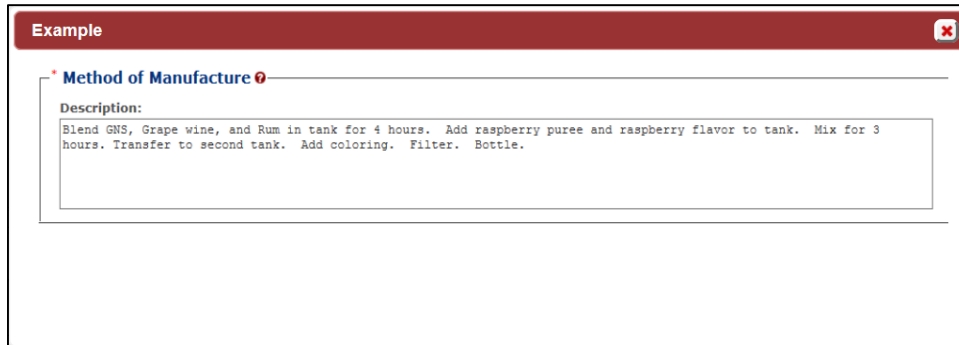 Example
* Method of Manufacture
Description:
Blend GNS, Grape wine, and Rum in tank for 4 hours.  Add raspberry puree and raspberry flavor to tank.  Mix for 3
hours. Transfer to second tank.  Add coloring.  Filter.  Bottle.